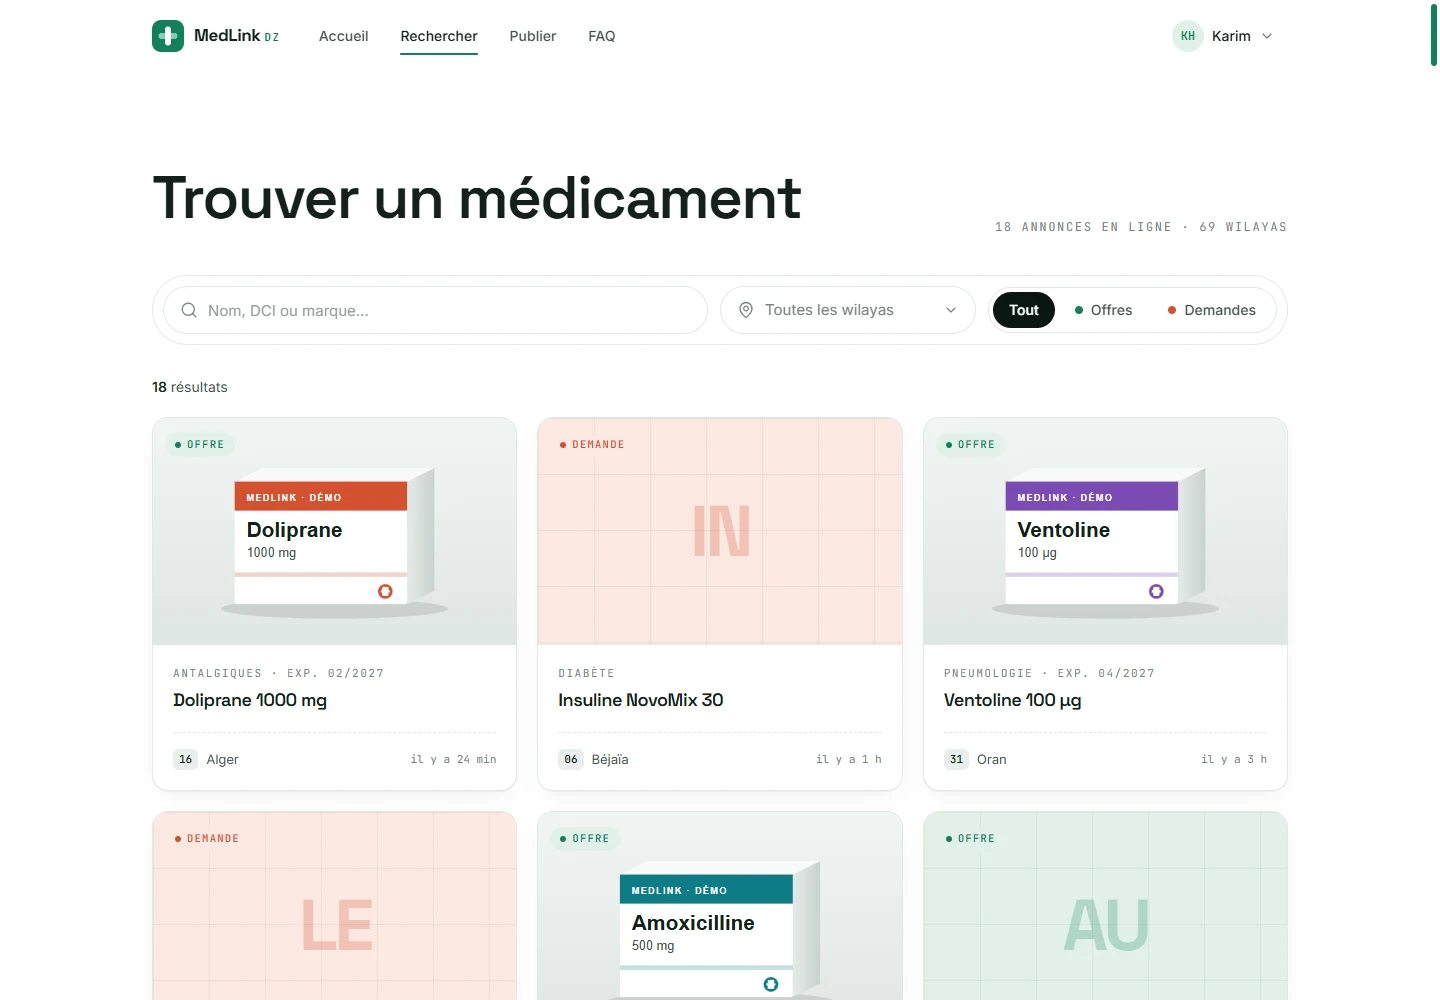 MedLink DZ
Accueil
Rechercher
Publier
FAQ
KH
Karim
Trouver un médicament
18 ANNONCES EN LIGNE · 69 WILAYAS
Nom, DCI ou marque...
Toutes les wilayas
Tout
Offres
Demandes
18 résultats
OFFRE
MEDLINK · DÉMO
Doliprane
1000 mg
ANTALGIQUES · EXP. 02/2027
Doliprane 1000 mg
16 Alger
il y a 24 min
DEMANDE
IN
DIABÈTE
Insuline NovoMix 30
06 Béjaïa
il y a 1 h
OFFRE
MEDLINK · DÉMO
Ventoline
100 µg
PNEUMOLOGIE · EXP. 04/2027
Ventoline 100 µg
31 Oran
il y a 3 h
DEMANDE
LE
OFFRE
MEDLINK · DÉMO
Amoxicilline
500 mg
OFFRE
AU